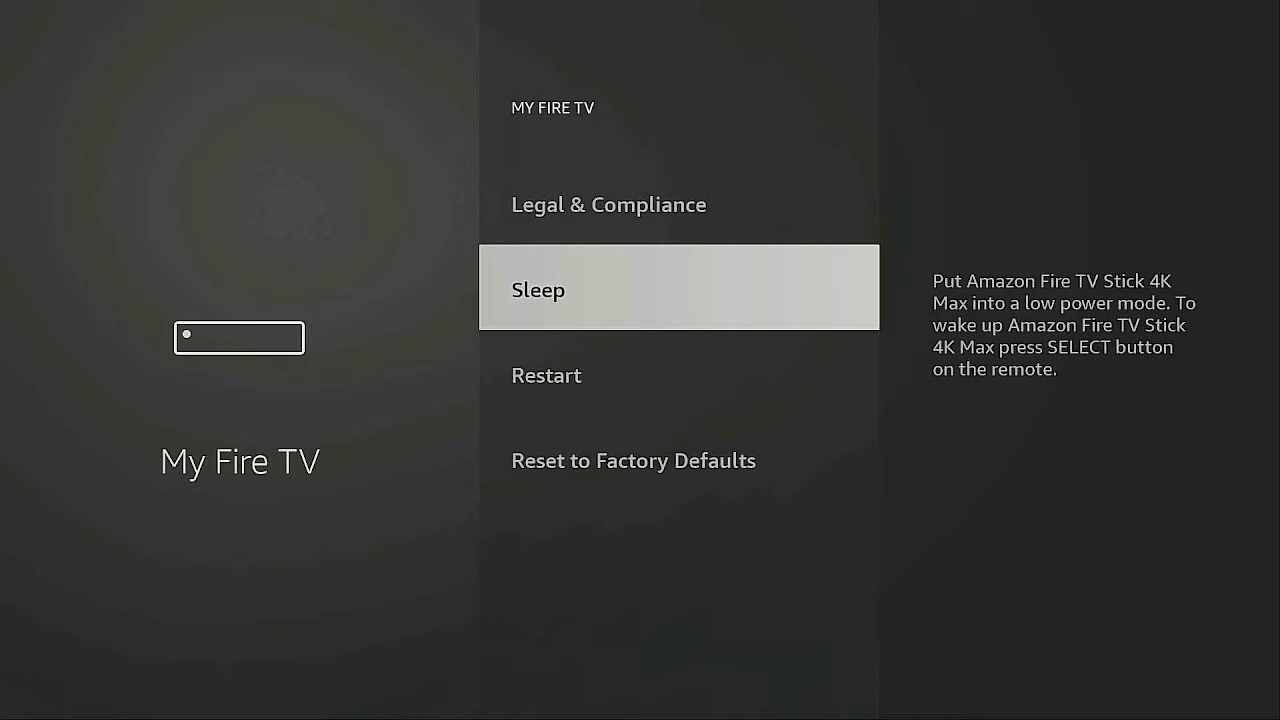 MY FIRE TV
Legal & Compliance
Sleep
Restart
Reset to Factory Defaults
My Fire TV
Put Amazon Fire TV Stick 4K
Max into a low power mode. To
wake up Amazon Fire TV Stick
4K Max press SELECT button
on the remote.